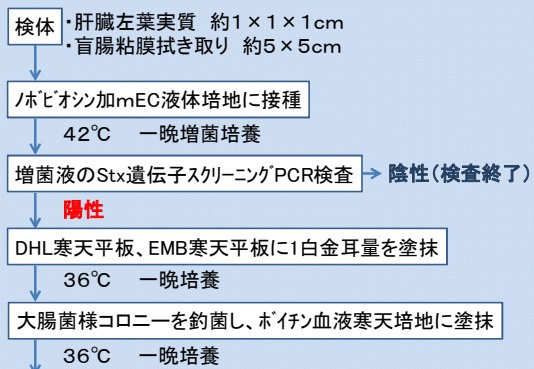 検体
・肝臓左葉実質 約1×1×1cm
・盲腸粘膜拭き取り 約5×5cm
ﾉﾎﾞﾋﾞｵｼﾝ加mEC液体培地に接種
42℃ 一晩増菌培養
増菌液のStx遺伝子ｽｸﾘｰﾆﾝｸﾞPCR検査
陰性(検査終了)
陽性
DHL寒天平板、EMB寒天平板に1白金耳量を塗抹
36℃ 一晩培養
大腸菌様コロニーを釣菌し、ﾎﾞｲﾁﾝ血液寒天培地に塗抹
36℃ 一晩培養